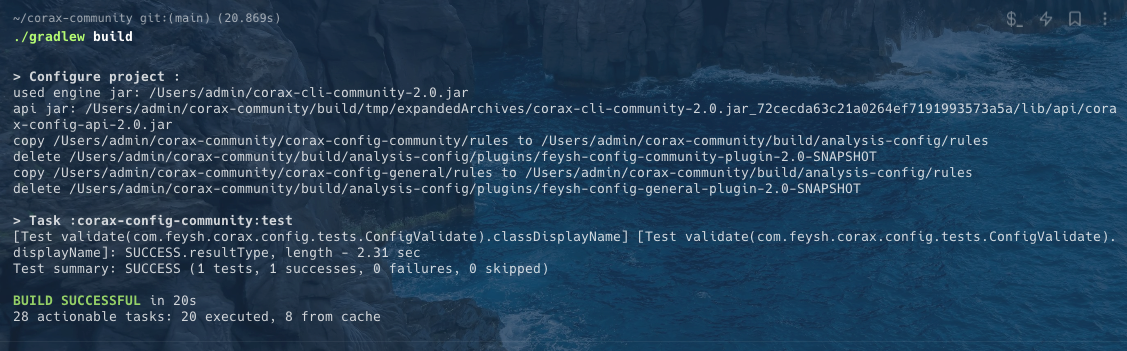 ~/corax-community git:(main) (20.869s)
./gradlew build
> Configure project :
used engine jar: /Users/admin/corax-cli-community-2.0.jar
api jar: /Users/admin/corax-community/build/tmp/expandedArchives/corax-cli-community-2.0.jar_72cecda63c21a0264ef7191993573a5a/lib/api/cora
x-config-api-2.0.jar
copy /Users/admin/corax-community/corax-config-community/rules to /Users/admin/corax-community/build/analysis-config/rules
delete /Users/admin/corax-community/build/analysis-config/plugins/feysh-config-community-plugin-2.0-SNAPSHOT
copy /Users/admin/corax-community/corax-config-general/rules to /Users/admin/corax-community/build/analysis-config/rules
delete /Users/admin/corax-community/build/analysis-config/plugins/feysh-config-general-plugin-2.0-SNAPSHOT
> Task :corax-config-community:test
[Test validate(com.feysh.corax.config.tests.ConfigValidate).classDisplayName] [Test validate(com.feysh.corax.config.tests.ConfigValidate).
displayName]: SUCCESS.resultType, length - 2.31 sec
Test summary: SUCCESS (1 tests, 1 successes, 0 failures, 0 skipped)
BUILD SUCCESSFUL in 20s
28 actionable tasks: 20 executed, 8 from cache